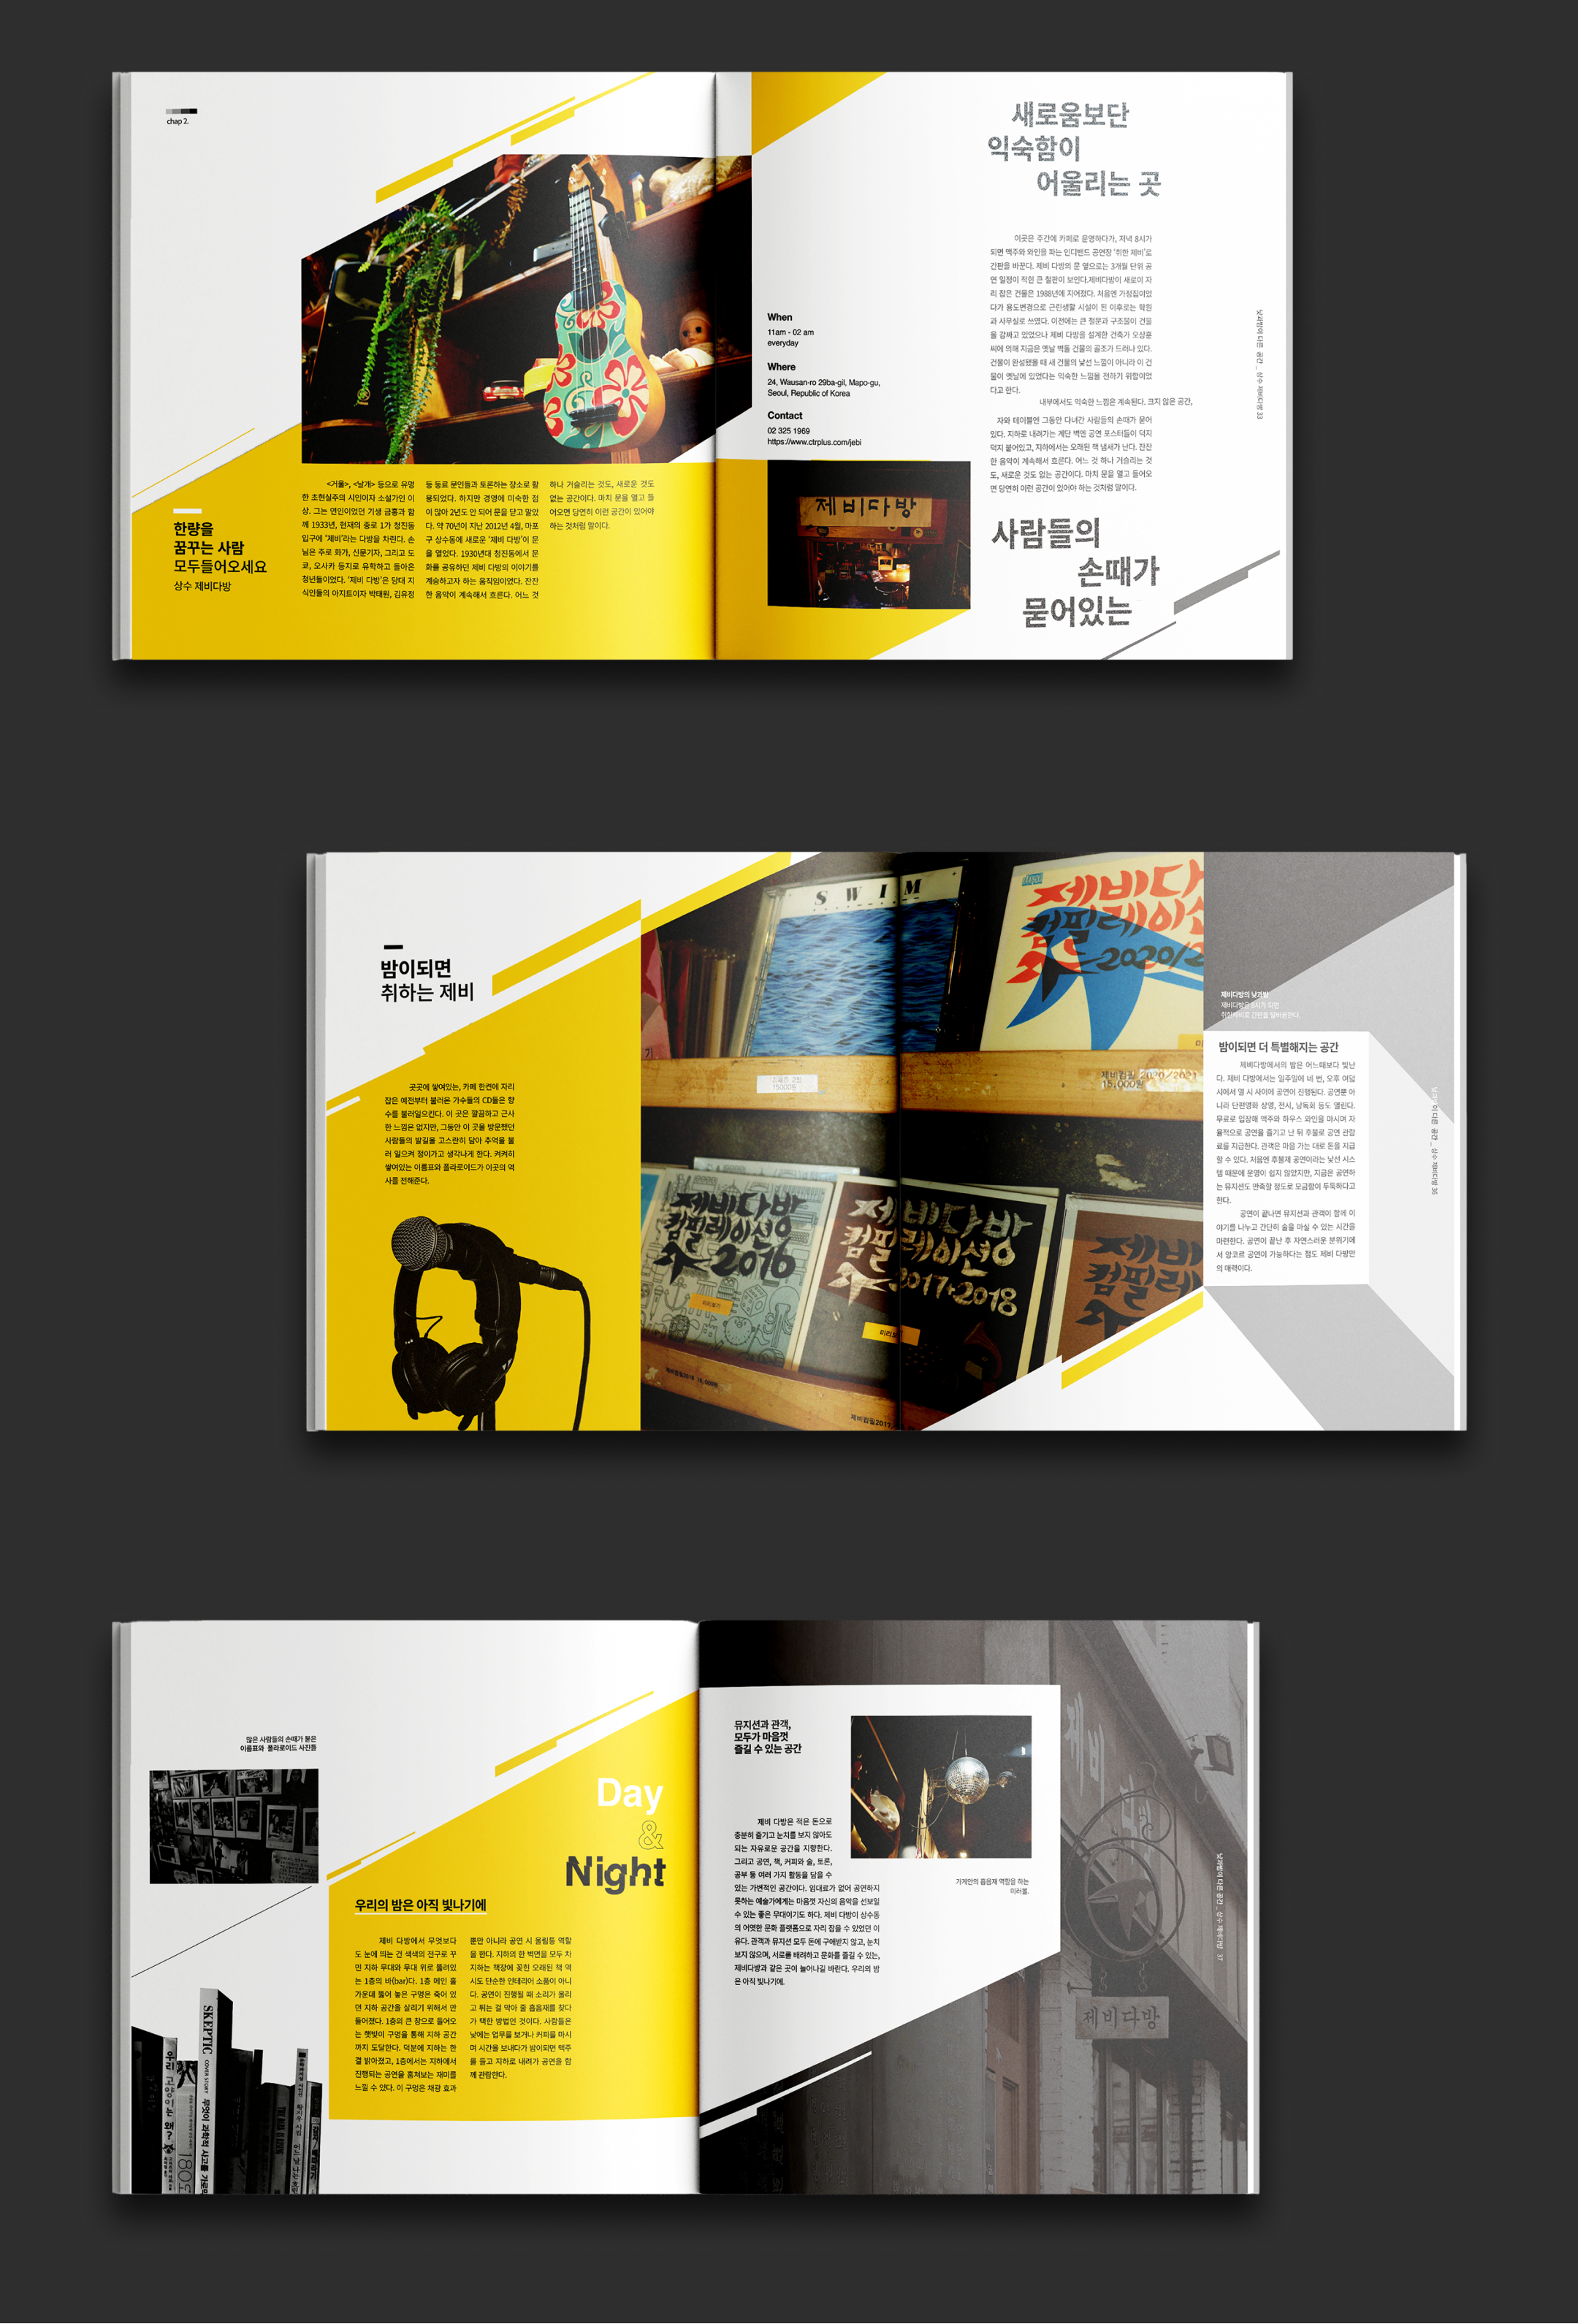 chap 2.
한량을
꿈꾸는 사람
모두들어오세요
상수 제비다방
<거울>, <날개> 등으로 유명
한 초현실주의 시인이자 소설가인 이
상. 그는 연인이었던 기생 금홍과 함
께 1933년, 현재의 종로 1가 청진동
입구에 '제비'라는 다방을 차린다. 손
님은 주로 화가, 신문기자, 그리고 도
쿄, 오사카 등지로 유학하고 돌아온
청년들이었다. '제비 다방'은 당대 지
식인들의 아지트이자 박태원, 김유정
등 동료 문인들과 토론하는 장소로 활
용되었다. 하지만 경영에 미숙한 점
이 많아 2년도 안 되어 문을 닫고 말았
다. 약 70년이 지난 2012년 4월, 마포
구 상수동에 새로운 '제비 다방'이 문
을 열었다. 1930년대 청진동에서 문
화를 공유하던 제비 다방의 이야기를
계승하고자 하는 움직임이었다. 잔잔
한 음악이 계속해서 흐른다. 어느 것
하나 거슬리는 것도, 새로운 것도
없는 공간이다. 마치 문을 열고 들
어오면 당연히 이런 공간이 있어야
하는 것처럼 말이다.
When
11am - 02 am
everyday
Where
24, Wausan-ro 29ba-gil, Mapo-gu,
Seoul, Republic of Korea
Contact
02 325 1969
https://www.ctrplus.com/jebi
제비다방
새로움보단
익숙함이
어울리는 곳
이곳은 주간에 카페로 운영하다가, 저녁 8시가
되면 맥주와 와인을 파는 인디밴드 공연장 '취한 제비'로
간판을 바꾼다. 제비 다방의 문 옆으로는 3개월 단위 공
연 일정이 적힌 큰 철판이 보인다.제비다방이 새로이 자
리 잡은 건물은 1988년에 지어졌다. 처음엔 가정집이었
다가 용도변경으로 근린생활 시설이 된 이후로는 학원
과 사무실로 쓰였다. 이전에는 큰 철문과 구조물이 건물
을 감싸고 있었으나 제비 다방을 설계한 건축가 오상훈
씨에 의해 지금은 옛날 벽돌 건물의 골조가 드러나 있다.
건물이 완성됐을 때 새 건물의 낯선 느낌이 아니라 이 건
물이 옛날에 있었다는 익숙한 느낌을 전하기 위함이었
다고 한다.
내부에서도 익숙한 느낌은 계속된다. 크지 않은 공간,
자와 테이블엔 그동안 다녀간 사람들의 손때가 묻어
있다. 지하로 내려가는 계단 벽엔 공연 포스터들이 덕지
덕지 붙어있고, 지하에서는 오래된 책 냄새가 난다. 잔잔
한 음악이 계속해서 흐른다. 어느 것 하나 거슬리는 것
도, 새로운 것도 없는 공간이다. 마치 문을 열고 들어오
면 당연히 이런 공간이 있어야 하는 것처럼 말이다.
사람들의
손때가
묻어있는
낮과밤이 다른 공간 _ 상수 제비다방 33
밤이되면
취하는 제비
곳곳에 쌓여있는, 카페 한켠에 자리
잡은 예전부터 불러온 가수들의 CD들은 향
수를 불러일으킨다. 이 곳은 깔끔하고 근사
한 느낌은 없지만, 그동안 이 곳을 방문했던
사람들의 발길을 고스란히 담아 추억을 불
러 일으켜 정이가고 생각나게 한다. 켜켜히
쌓여있는 이름표와 폴라로이드가 이곳의 역
사를 전해준다.
SWIM
15000원
제비다
컴필레이션
2020/2
제비컴필 2020/2021
15,000원
제비다방
컴필레이션
2016
미리듣기
제비다방
컴필레이션
2017+2018
제비
컴필레
제비컴필2017
제비다방의 낮과밤
제비다방은 8시가 되면
취한제비로 간판을 탈바꿈한다.
밤이되면 더 특별해지는 공간
제비다방에서의 밤은 어느때보다 빛난
다. 제비 다방에서는 일주일에 네 번, 오후 여덟
시에서 열 시 사이에 공연이 진행된다. 공연뿐 아
니라 단편영화 상영, 전시, 낭독회 등도 열린다.
무료로 입장해 맥주와 하우스 와인을 마시며 자
율적으로 공연을 즐기고 난 뒤 후불로 공연 관람
료를 지급한다. 관객은 마음 가는 대로 돈을 지급
할 수 있다. 처음엔 후불제 공연이라는 낯선 시스
템 때문에 운영이 쉽지 않았지만, 지금은 공연하
는 뮤지션도 만족할 정도로 모금함이 두둑하다고
한다.
공연이 끝나면 뮤지션과 관객이 함께 이
야기를 나누고 간단히 술을 마실 수 있는 시간을
마련한다. 공연이 끝난 후 자연스러운 분위기에
서 앙코르 공연이 가능하다는 점도 제비 다방만
의 매력이다.
이 다른 공간 _ 상수 제비다방 36
많은 사람들의 손때가 묻은
이름표와 폴라로이드 사진들
우리 고양이는 왜?
180
SKEPTIC
COVER STORY
무엇이 과학적 사고를 가로막
Day
&
Night
우리의 밤은 아직 빛나기에
제비 다방에서 무엇보다
도 눈에 띄는 건 색색의 전구로 꾸
민 지하 무대와 무대 위로 뚫려있
는 1층의 바(bar)다. 1층 메인 홀
가운데 뚫어 놓은 구멍은 죽어 있
던 지하 공간을 살리기 위해서 만
들어졌다. 1층의 큰 창으로 들어오
는 햇빛이 구멍을 통해 지하 공간
까지 도달한다. 덕분에 지하는 한
결 밝아졌고, 1층에서는 지하에서
진행되는 공연을 훔쳐보는 재미를
느낄 수 있다. 이 구멍은 채광 효과
뿐만 아니라 공연 시 울림통 역할
을 한다. 지하의 한 벽면을 모두 차
지하는 책장에 꽂힌 오래된 책 역
시도 단순한 인테리어 소품이 아니
다. 공연이 진행될 때 소리가 울리
고 튀는 걸 막아 줄 흡음재를 찾다
가 택한 방법인 것이다. 사람들은
낮에는 업무를 보거나 커피를 마시
며 시간을 보내다가 밤이되면 맥주
를 들고 지하로 내려가 공연을 함
께 관람한다.
뮤지션과 관객,
모두가 마음껏
즐길 수 있는 공간
제비 다방은 적은 돈으로
충분히 즐기고 눈치를 보지 않아도
되는 자유로운 공간을 지향한다.
그리고 공연, 책, 커피와 술, 토론,
공부 등 여러 가지 활동을 담을 수
있는 가변적인 공간이다. 임대료가 없어 공연하지
못하는 예술가에게는 마음껏 자신의 음악을 선보일
수 있는 좋은 무대이기도 하다. 제비 다방이 상수동
의 어엿한 문화 플랫폼으로 자리 잡을 수 있었던 이
유다. 관객과 뮤지션 모두 돈에 구애받지 않고, 눈치
보지 않으며, 서로를 배려하고 문화를 즐길 수 있는,
제비다방과 같은 곳이 늘어나길 바란다. 우리의 밤
은 아직 빛나기에.
가게안의 흡음재 역할을 하는
미러볼.
제비
제비다방
낮과밤이 다른 공간 _ 상수 제비다방 37